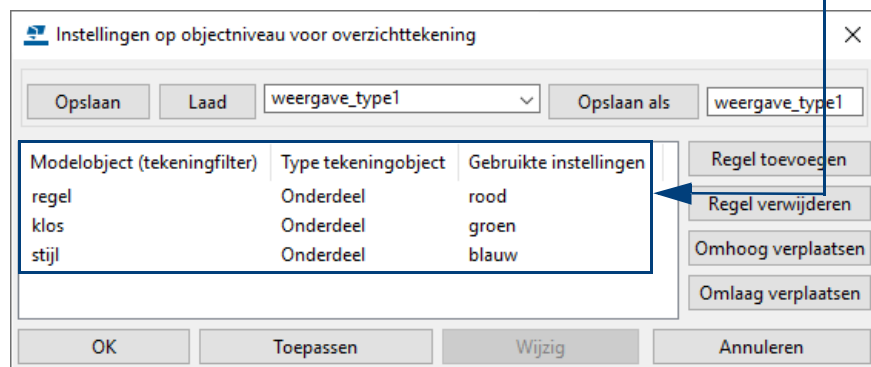 Instellingen op objectniveau voor overzichttekening
Opslaan Laad weergave_type1 Opslaan als weergave_type1
Modelobject (tekeningfilter) Type tekeningobject Gebruikte instellingen Regel toevoegen
regel Onderdeel rood Regel verwijderen
klos Onderdeel groen
stijl Onderdeel blauw Omhoog verplaatsen
Omlaag verplaatsen
OK Toepassen Wijzig Annuleren